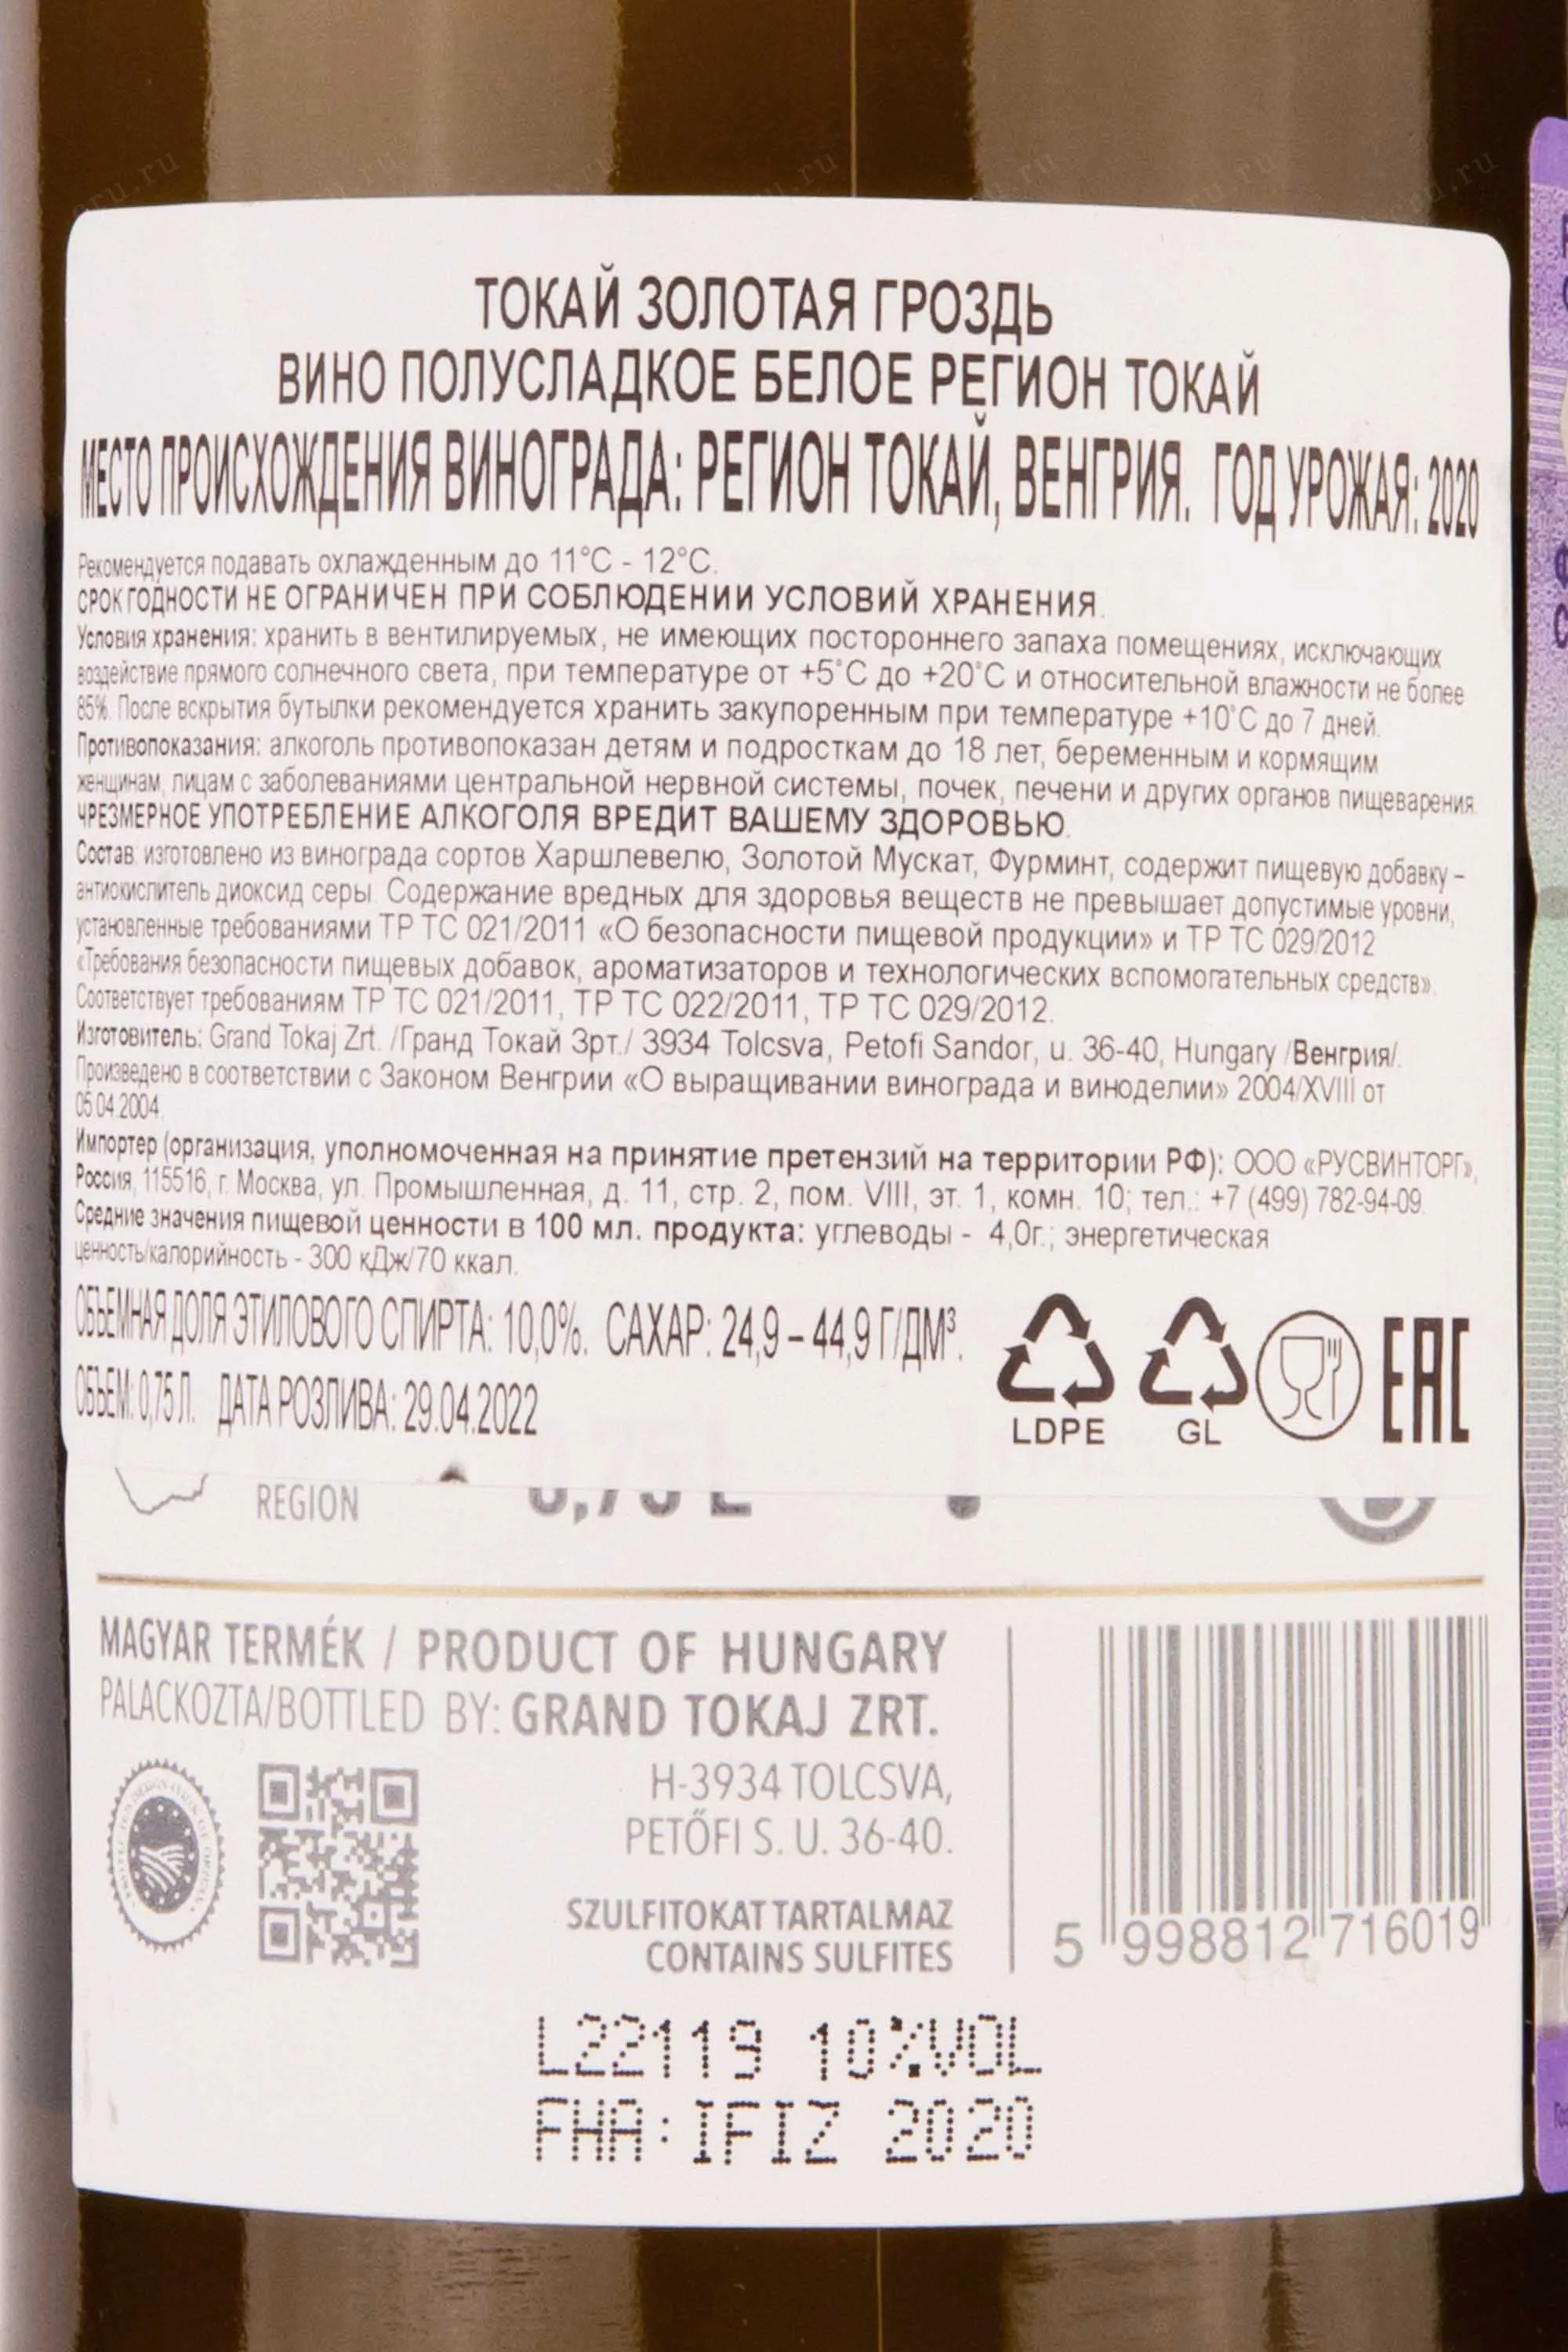 ТОКАЙ ЗОЛОТАЯ ГРОЗДЬ
ВИНО ПОЛУСЛАДКОЕ БЕЛОЕ РЕГИОН ТОКАЙ
МЕСТО ПРОИСХОЖДЕНИЯ ВИНОГРАДА: РЕГИОН ТОКАЙ, ВЕНГРИЯ. ГОД УРОЖАЯ: 2020
Рекомендуется подавать охлажденным до 11°C - 12°C.
СРОК ГОДНОСТИ НЕ ОГРАНИЧЕН ПРИ СОБЛЮДЕНИИ УСЛОВИЙ ХРАНЕНИЯ.
Условия хранения: хранить в вентилируемых, не имеющих постороннего запаха помещениях, исключающих
воздействие прямого солнечного света, при температуре от +5°C до +20°C и относительной влажности не более
85%. После вскрытия бутылки рекомендуется хранить закупоренным при температуре +10°C до 7 дней.
Противопоказания: алкоголь противопоказан детям и подросткам до 18 лет, беременным и кормящим
женщинам, лицам с заболеваниями центральной нервной системы, почек, печени и других органов пищеварения.
ЧРЕЗМЕРНОЕ УПОТРЕБЛЕНИЕ АЛКОГОЛЯ ВРЕДИТ ВАШЕМУ ЗДОРОВЬЮ.
Состав: изготовлено из винограда сортов Харшлевелю, Золотой Мускат, Фурминт, содержит пищевую добавку –
антиокислитель диоксид серы. Содержание вредных для здоровья веществ не превышает допустимые уровни,
установленные требованиями ТР ТС 021/2011 «О безопасности пищевой продукции» и ТР ТС 029/2012
«Требования безопасности пищевых добавок, ароматизаторов и технологических вспомогательных средств».
Соответствует требованиям ТР ТС 021/2011, ТР ТС 022/2011, ТР ТС 029/2012.
Изготовитель: Grand Tokaj Zrt. /Гранд Токай Зрт./ 3934 Tolcsva, Petofi Sandor, u. 36-40, Hungary /Венгрия/.
Произведено в соответствии с Законом Венгрии «О выращивании винограда и виноделии» 2004/XVIII от
05.04.2004.
Импортер (организация, уполномоченная на принятие претензий на территории РФ): ООО «РУСВИНТОРГ»,
Россия, 115516, г. Москва, ул. Промышленная, д. 11, стр. 2, пом. VIII, эт. 1, комн. 10; тел.: +7 (499) 782-94-09.
Средние значения пищевой ценности в 100 мл. продукта: углеводы - 4,0г.; энергетическая
ценность/калорийность - 300 кДж/70 ккал.
ОБЪЕМНАЯ ДОЛЯ ЭТИЛОВОГО СПИРТА: 10,0%. САХАР: 24,9 – 44,9 Г/ДМ³.
ОБЪЕМ: 0,75 Л. ДАТА РОЗЛИВА: 29.04.2022
LDPE GL EAC
REGION 0,75 L
MAGYAR TERMÉK / PRODUCT OF HUNGARY
PALACKOZTA/BOTTLED BY: GRAND TOKAJ ZRT.
H-3934 TOLCSVA,
PETŐFI S. U. 36-40.
SZULFITOKAT TARTALMAZ
CONTAINS SULFITES
5 998812 716019
L22119 10%VOL
FHA:IFIZ 2020